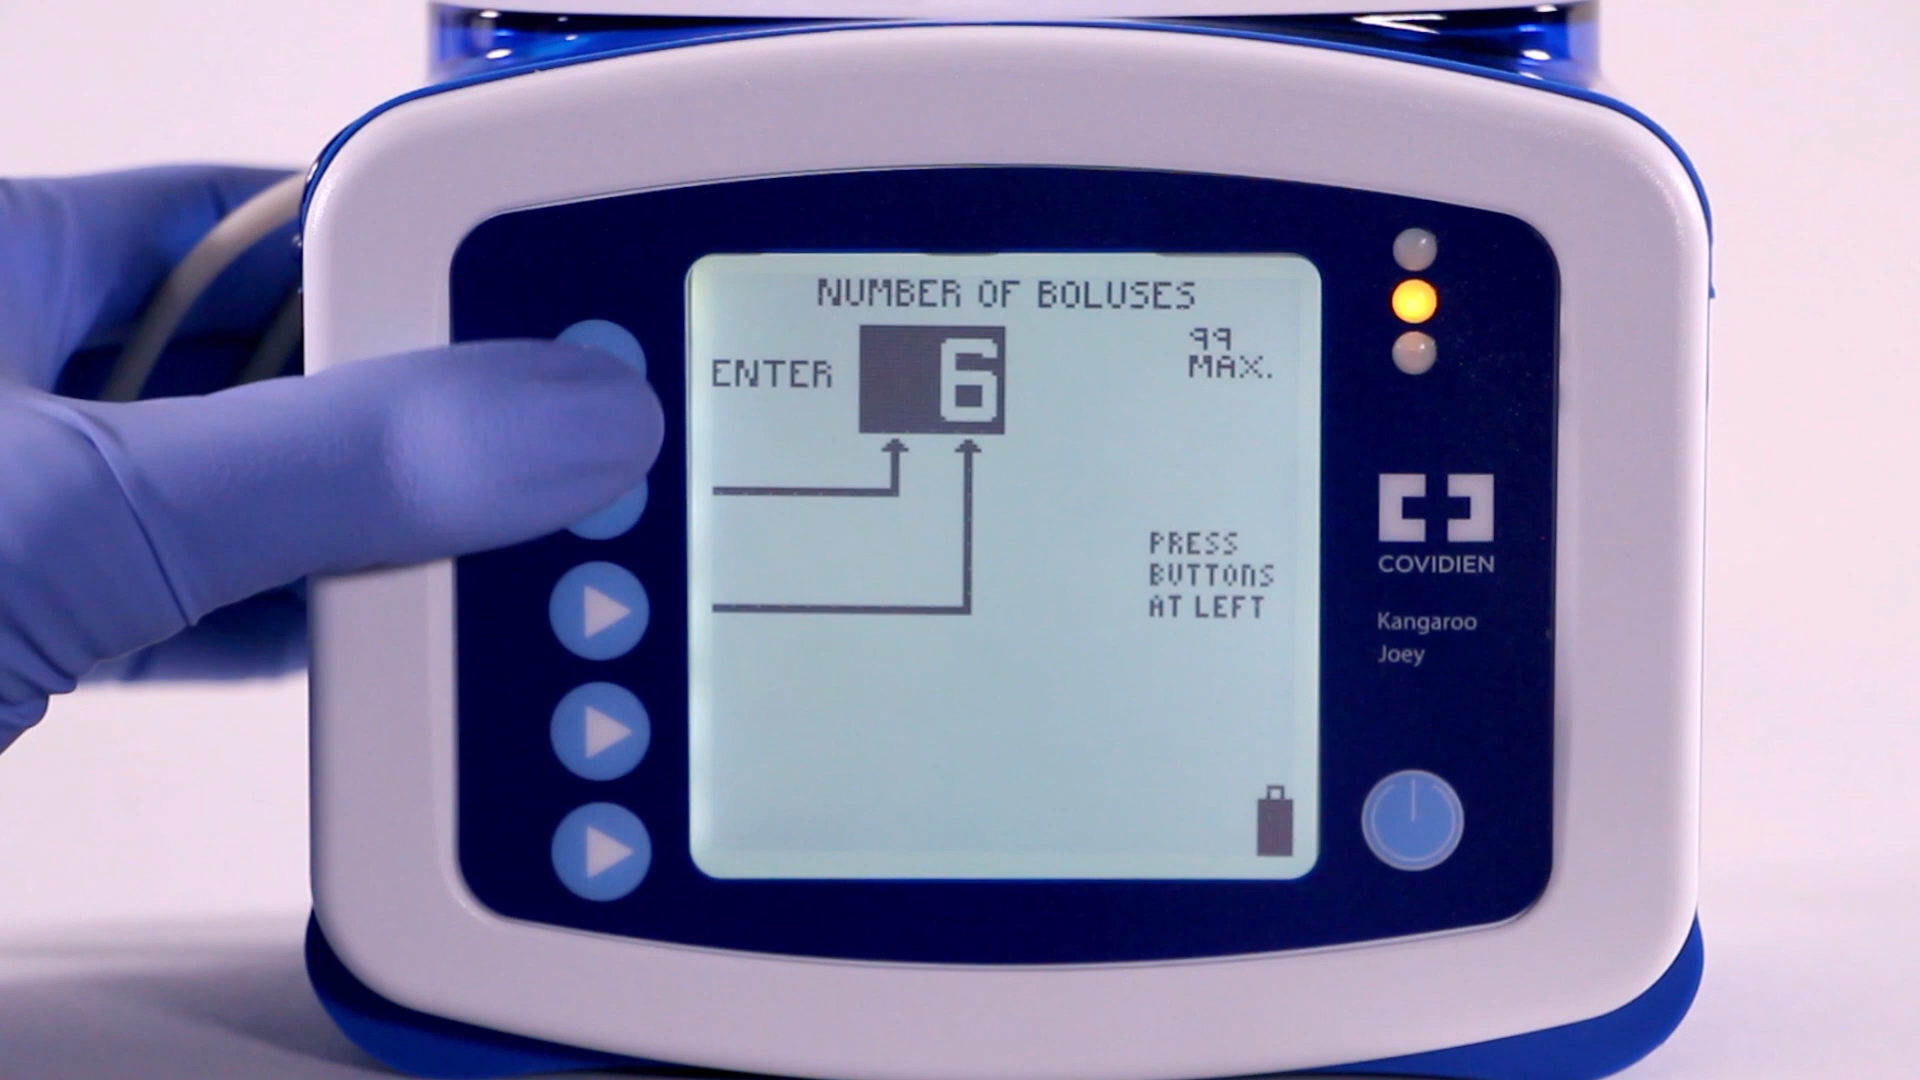 NUMBER OF BOLUSES
ENTER
6
99
MAX.
PRESS
BUTTONS
AT LEFT
COVIDIEN
Kangaroo
Joey